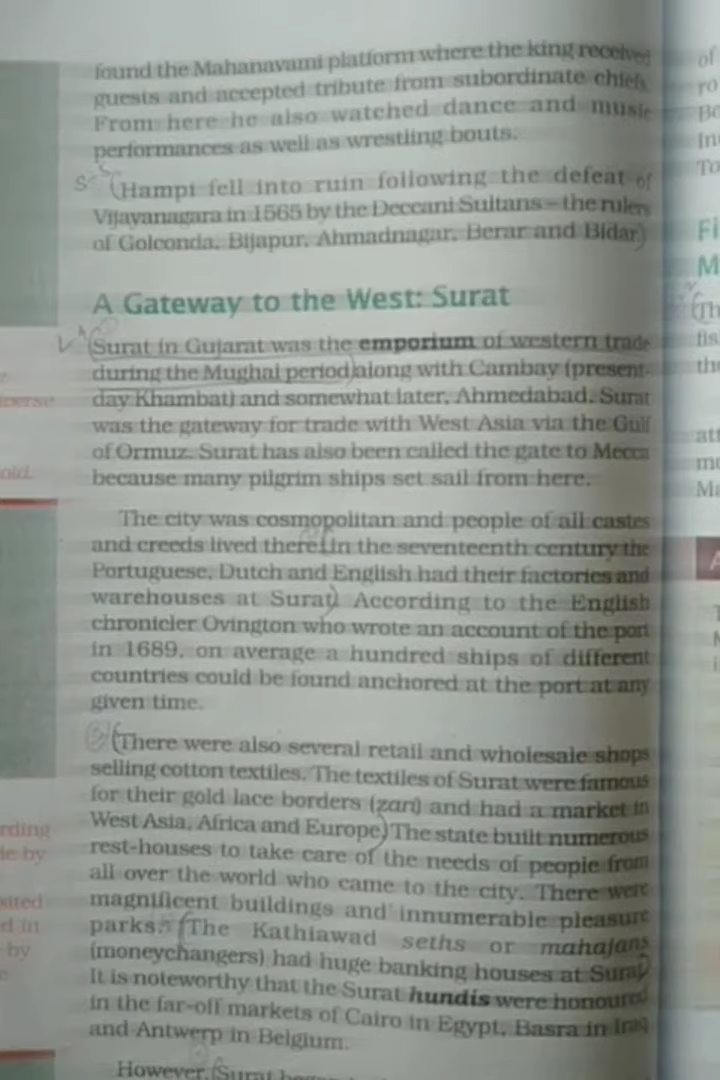 found the Mahanavami platform where the king received
guests and accepted tribute from subordinate chiefs.
From here he also watched dance and music
performances as well as wrestling bouts.
Hampi fell into ruin following the defeat of
Vijayanagara in 1565 by the Deccani Sultans – the rulers
of Golconda, Bijapur, Ahmadnagar, Berar and Bidar
A Gateway to the West: Surat
Surat in Gujarat was the emporium of western trade
during the Mughal period along with Cambay (present-
day Khambat) and somewhat later, Ahmedabad. Surat
was the gateway for trade with West Asia via the Gulf
of Ormuz. Surat has also been called the gate to Mecca
because many pilgrim ships set sail from here.
The city was cosmopolitan and people of all castes
and creeds lived there. In the seventeenth century the
Portuguese, Dutch and English had their factories and
warehouses at Surat. According to the English
chronicler Ovington who wrote an account of the port
in 1689, on average a hundred ships of different
countries could be found anchored at the port at any
given time.
There were also several retail and wholesale shops
selling cotton textiles. The textiles of Surat were famous
for their gold lace borders (zari) and had a market in
West Asia, Africa and Europe. The state built numerous
rest-houses to take care of the needs of people from
all over the world who came to the city. There were
magnificent buildings and innumerable pleasure
parks. The Kathiawad seths or mahajans
(moneychangers) had huge banking houses at Surat.
It is noteworthy that the Surat hundis were honoured
in the far-off markets of Cairo in Egypt, Basra in Iraq
and Antwerp in Belgium.
However, Surat